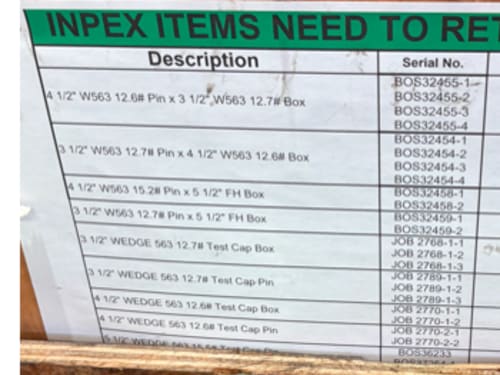 INPEX ITEMS NEED TO RE
Description Serial No.
4 1/2" W563 12.6# Pin x 3 1/2" W563 12.7# Box
BOS32455-1
BOS32455-2
BOS32455-3
BOS32455-4
3 1/2" W563 12.7# Pin x 4 1/2" W563 12.6# Box
BOS32454-1
BOS32454-2
BOS32454-3
BOS32454-4
4 1/2" W563 15.2# Pin x 5 1/2" FH Box
BOS32458-1
BOS32458-2
3 1/2" W563 12.7# Pin x 5 1/2" FH Box
BOS32459-1
BOS32459-2
3 1/2" WEDGE 563 12.7# Test Cap Box
JOB 2768-1-1
JOB 2768-1-2
JOB 2768-1-3
3 1/2" WEDGE 563 12.7# Test Cap Pin
JOB 2789-1-1
JOB 2789-1-2
JOB 2789-1-3
4 1/2" WEDGE 563 12.6# Test Cap Box
JOB 2770-1-1
JOB 2770-1-2
4 1/2" WEDGE 563 12.6# Test Cap Pin
JOB 2770-2-1
JOB 2770-2-2
5 1/2" WEDGE 563
BOS36233